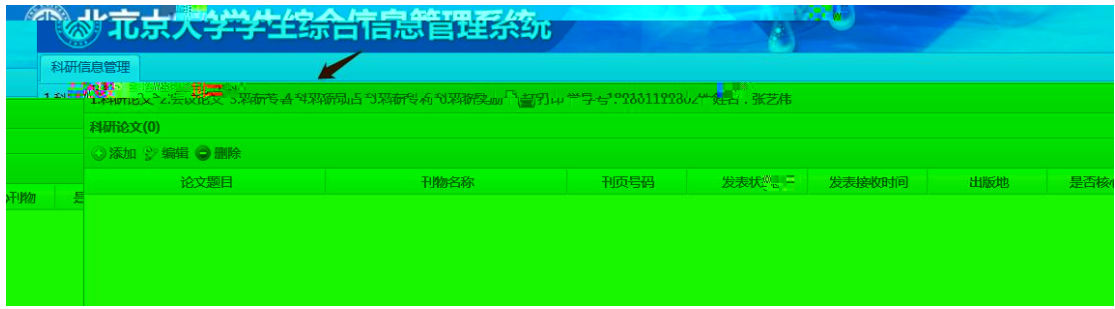 北京大学学生综合信息管理系统
科研信息管理
1.科研论文 2.会议论文 3.科研专著 4.科研项目 5.科研专利 6.科研奖励 打印 学号:1801111802 姓名:张艺伟
科研论文(0)
添加 编辑 删除
论文题目 刊物名称 刊页号码 发表状 发表接收时间 出版地 是否核
刊物 是